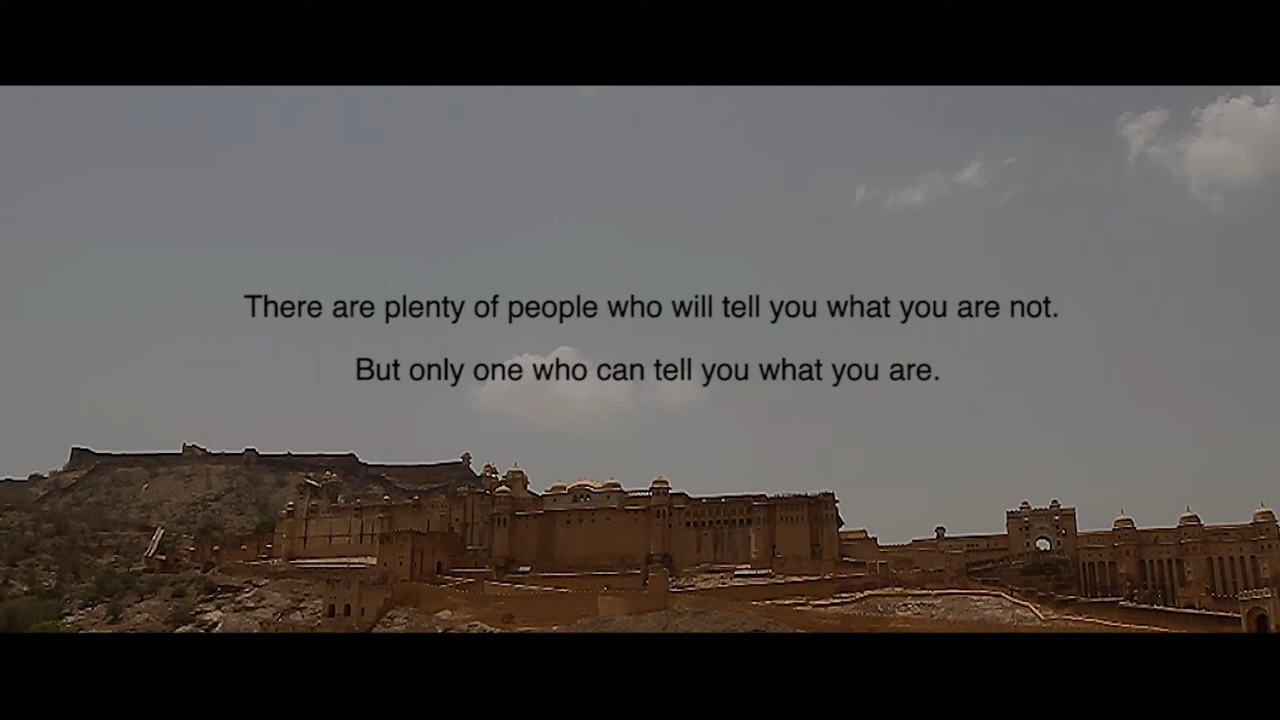 There are plenty of people who will tell you what you are not.
But only one who can tell you what you are.